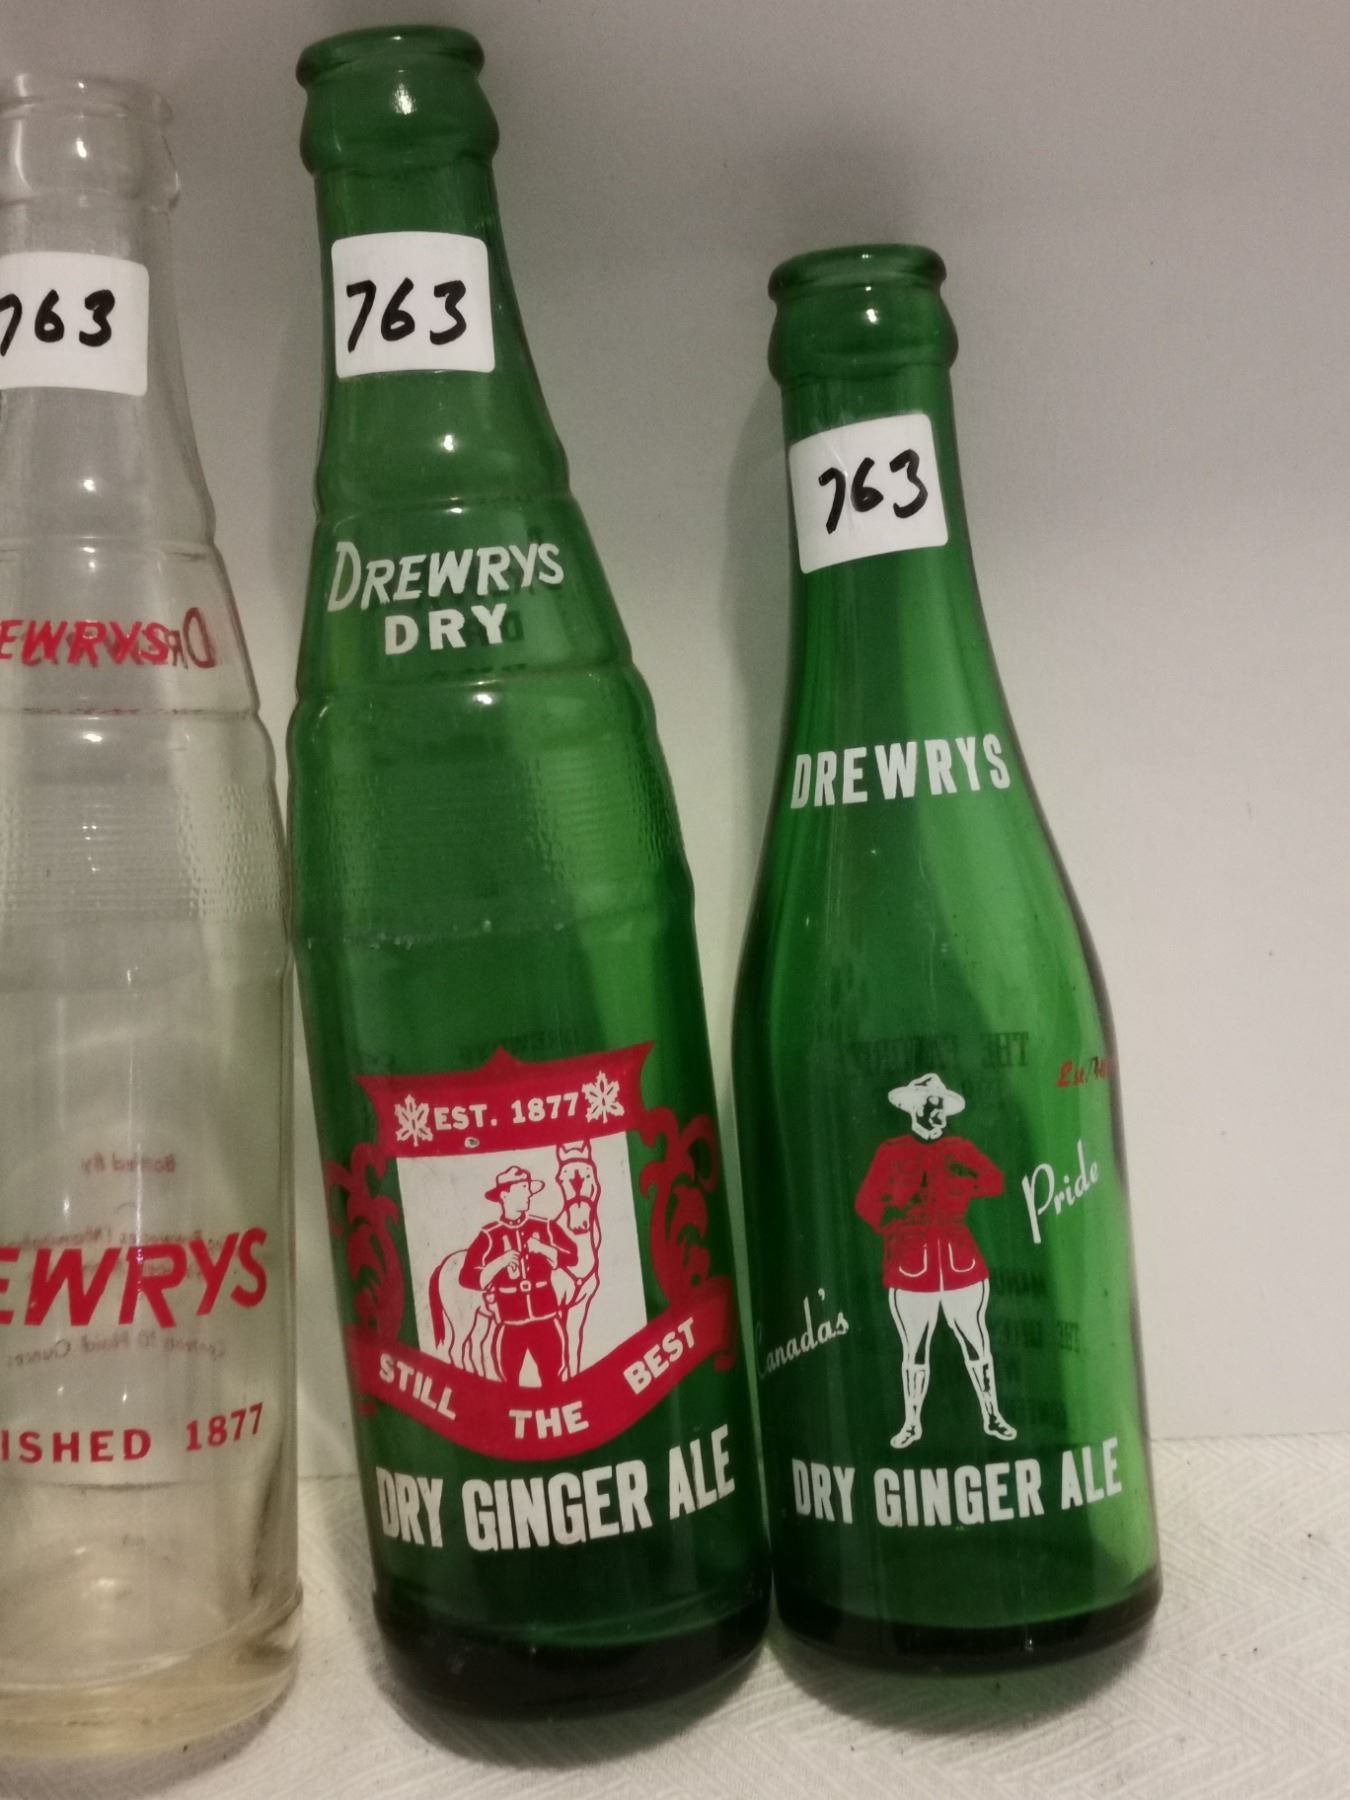 763
EWRYS
EWRYS
ISHED 1877
763
DREWRYS
DRY
EST. 1877
STILL THE BEST
DRY GINGER ALE
763
DREWRYS
Canada's Pride
DRY GINGER ALE